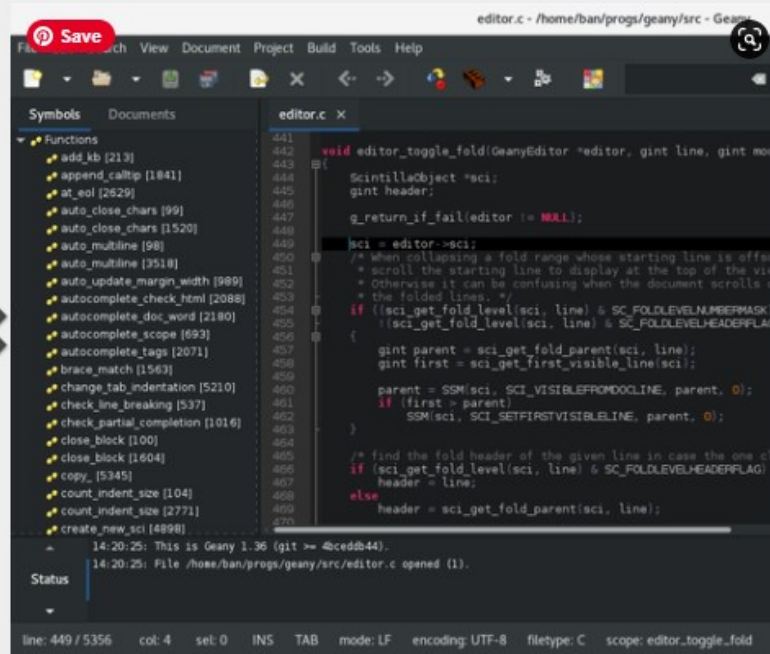 editor.c - /home/ban/progs/geany/src - Geany
Save
View Document Project Build Tools Help
Symbols Documents
editor.c ×
Functions
add_kb [213]
append_calltip [1841]
at_eol [2629]
auto_close_chars [99]
auto_close_chars [1520]
auto_multiline [98]
auto_multiline [3518]
auto_update_margin_width [989]
autocomplete_check_html [2088]
autocomplete_doc_word [2180]
autocomplete_scope [693]
autocomplete_tags [2071]
brace_match [1563]
change_tab_indentation [5210]
check_line_breaking [537]
check_partial_completion [1016]
close_block [100]
close_block [1604]
copy_ [5345]
count_indent_size [104]
count_indent_size [2771]
create_new_sci [4898]
441
442 void editor_toggle_fold(GeanyEditor *editor, gint line, gint mo
443 {
444 ScintillaObject *sci;
445 gint header;
446
447 g_return_if_fail(editor != NULL);
448
449 sci = editor->sci;
450 /* When collapsing a fold range whose starting line is offs
451 * scroll the starting line to display at the top of the vi
452 * Otherwise it can be confusing when the document scrolls
453 * the folded lines. */
454 if ((sci_get_fold_level(sci, line) & SC_FOLDLEVELNUMBERMASK)
455 !(sci_get_fold_level(sci, line) & SC_FOLDLEVELHEADERFLAG
456 {
457 gint parent = sci_get_fold_parent(sci, line);
458 gint first = sci_get_first_visible_line(sci);
459
460 parent = SSM(sci, SCI_VISIBLEFROMDOCLINE, parent, 0);
461 if (first > parent)
462 SSM(sci, SCI_SETFIRSTVISIBLELINE, parent, 0);
463 }
464
465 /* find the fold header of the given line in case the one cl
466 if (sci_get_fold_level(sci, line) & SC_FOLDLEVELHEADERFLAG)
467 header = line;
468 else
469 header = sci_get_fold_parent(sci, line);
470
14:20:25: This is Geany 1.36 (git >= 4bceddb44).
14:20:25: File /home/ban/progs/geany/src/editor.c opened (1).
Status
line: 449 / 5356 col: 4 sel: 0 INS TAB mode: LF encoding: UTF-8 filetype: C scope: editor_toggle_fold